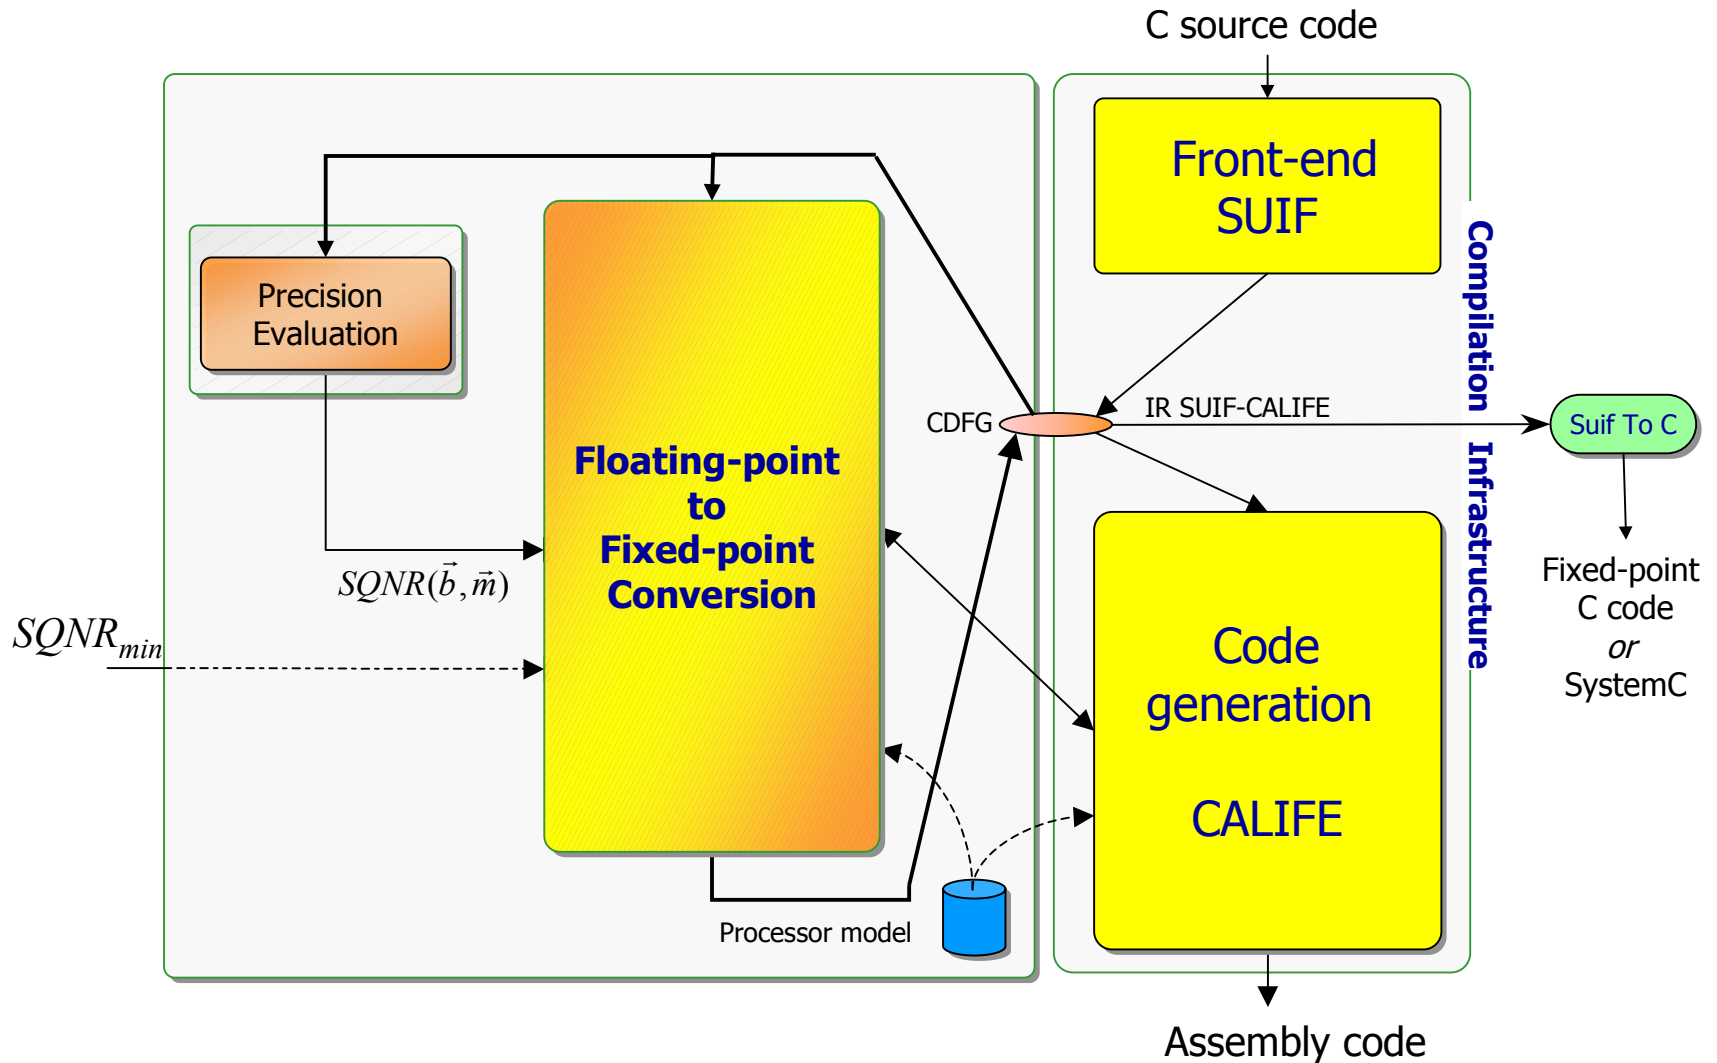 C source code
Front-end
SUIF
Compilation Infrastructure
Precision
Evaluation
CDFG
IR SUIF-CALIFE
Suif To C
Floating-point
to
Fixed-point
Conversion
SQNR(b⃗, m⃗)
SQNR_min
Fixed-point
C code
or
SystemC
Code
generation
CALIFE
Processor model
Assembly code